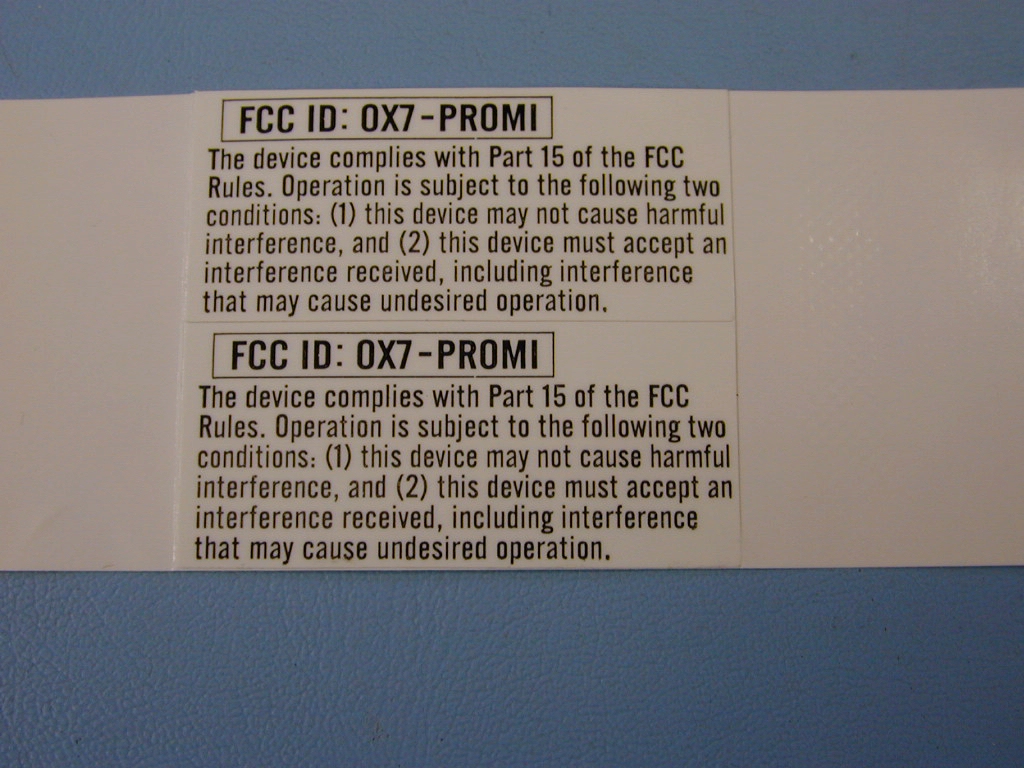 FCC ID: OX7-PROMI
The device complies with Part 15 of the FCC
Rules. Operation is subject to the following two
conditions: (1) this device may not cause harmful
interference, and (2) this device must accept an
interference received, including interference
that may cause undesired operation.
FCC ID: OX7-PROMI
The device complies with Part 15 of the FCC
Rules. Operation is subject to the following two
conditions: (1) this device may not cause harmful
interference, and (2) this device must accept an
interference received, including interference
that may cause undesired operation.